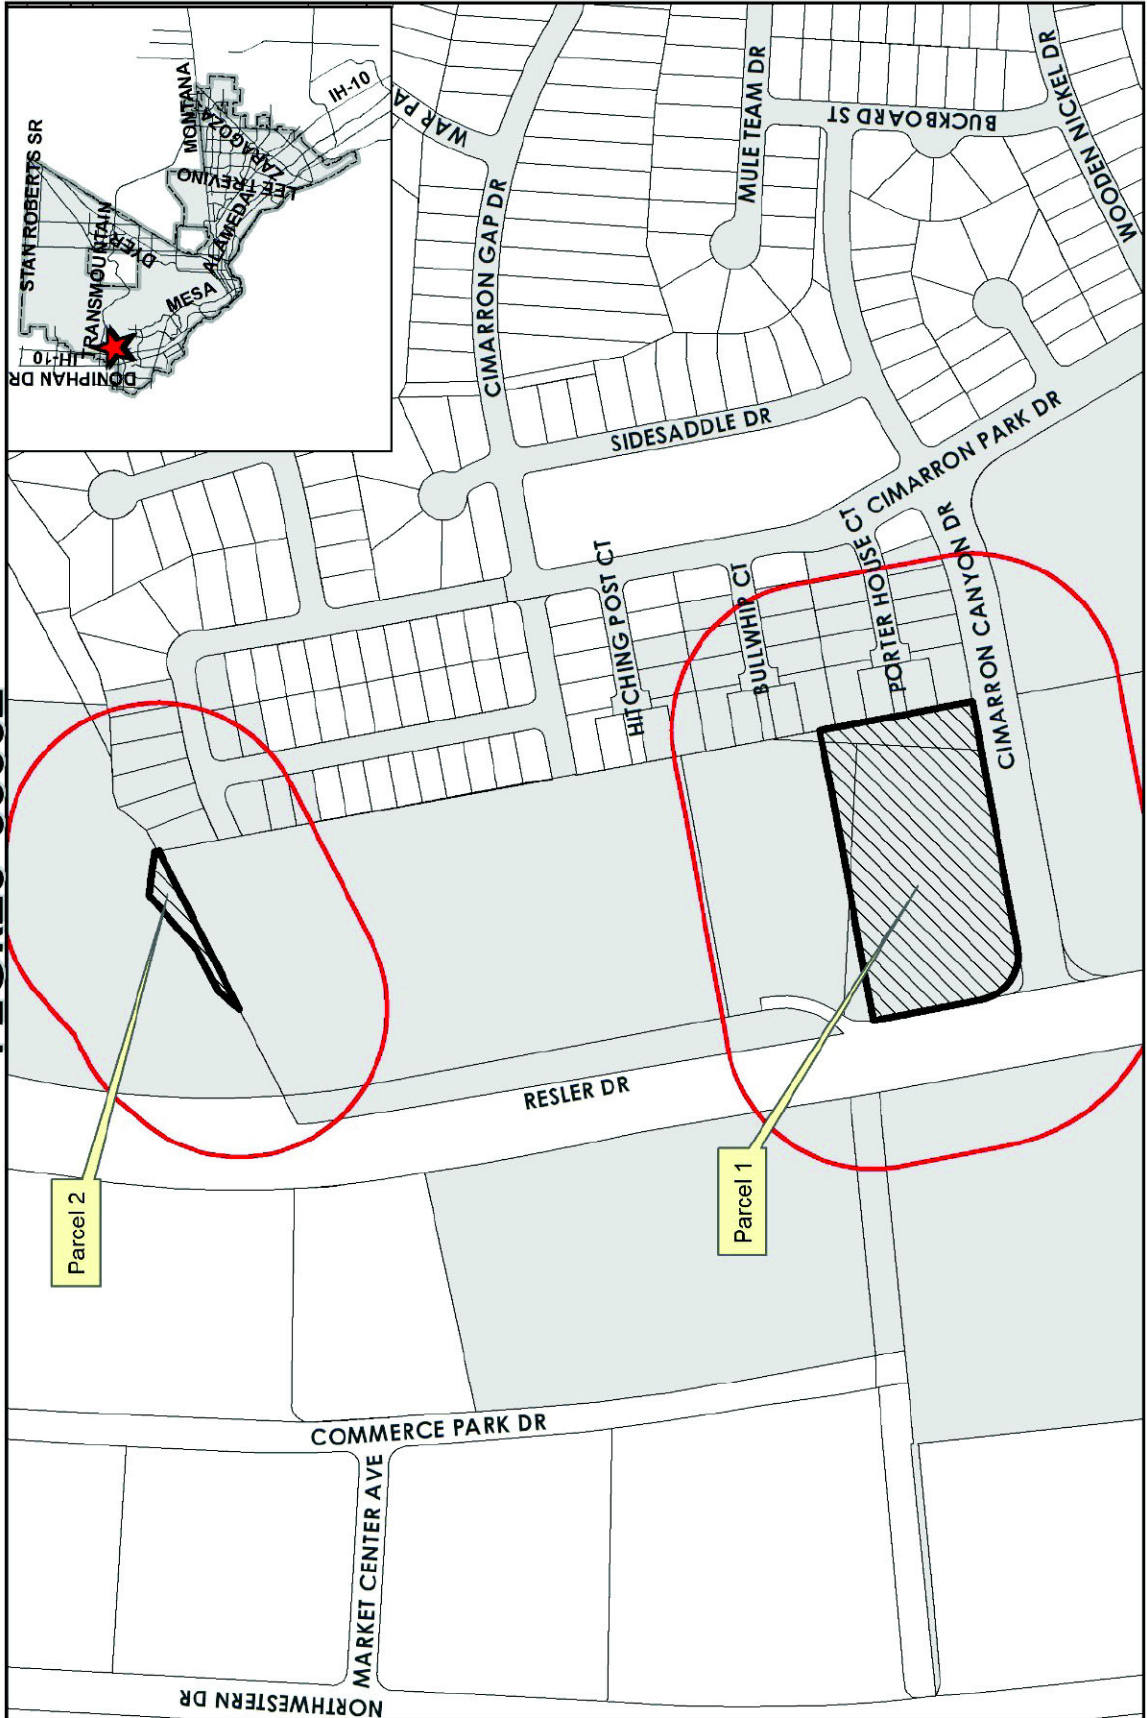 STAN ROBERTS SR
MONTANA
IH-10
ZARAGOZA
LEE TREVINO
ALAMEDA
DYER
TRANSMOUNTAIN
MESA
IH-10
DONIPHAN DR
WAR PA
CIMARRON GAP DR
MULE TEAM DR
BUCKBOARD ST
WOODEN NICKEL DR
SIDESADDLE DR
CIMARRON PARK DR
HITCHING POST CT
BULLWHIP CT
PORTER HOUSE CT
CIMARRON CANYON DR
RESLER DR
Parcel 2
Parcel 1
COMMERCE PARK DR
MARKET CENTER AVE
NORTHWESTERN DR